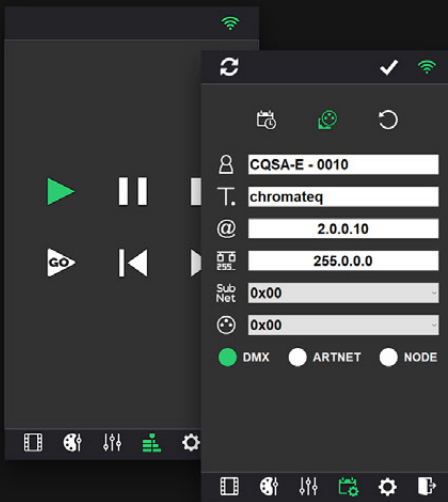 GO
CQSA-E - 0010
T.
chromateq
@
2.0.0.10
255.
255.0.0.0
Sub
Net
0x00
0x00
DMX
ARTNET
NODE